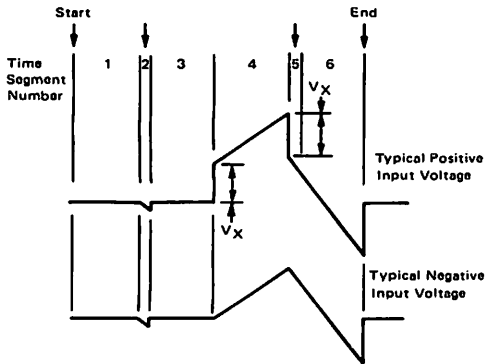 Start
End
Time
Segment
Number
1
2
3
4
5
6
VX
VX
Typical Positive
Input Voltage
Typical Negative
Input Voltage